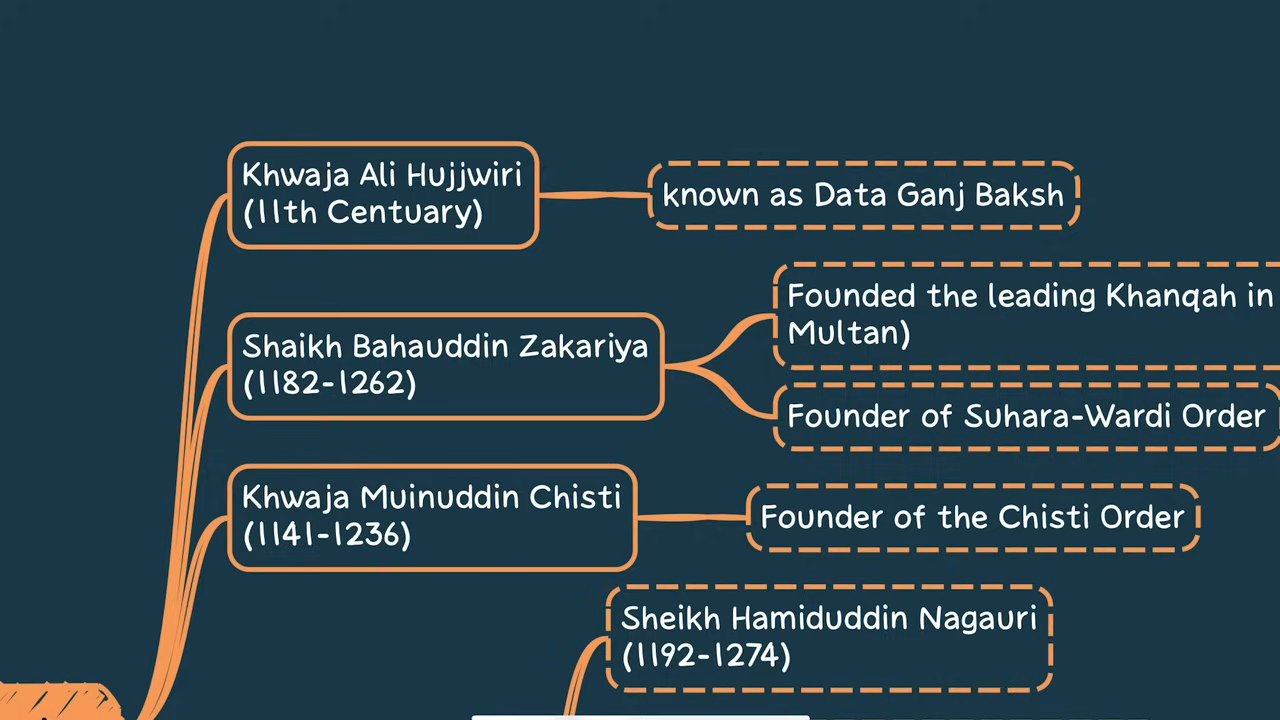 Khwaja Ali Hujjwiri
(11th Centuary)
known as Data Ganj Baksh
Shaikh Bahauddin Zakariya
(1182-1262)
Founded the leading Khanqah in
Multan)
Founder of Suhara-Wardi Order
Khwaja Muinuddin Chisti
(1141-1236)
Founder of the Chisti Order
Sheikh Hamiduddin Nagauri
(1192-1274)